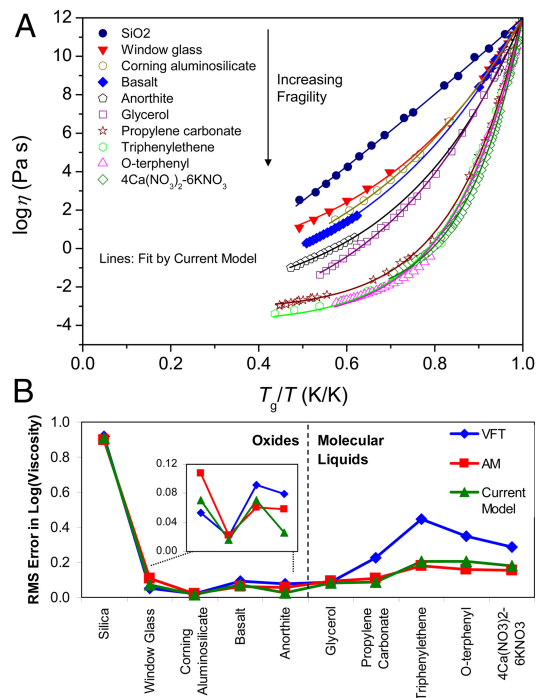 A
12
10
8
6
4
2
0
-2
-4
logη (Pa s)
SiO2
Window glass
Corning aluminosilicate
Basalt
Anorthite
Glycerol
Propylene carbonate
Triphenylethene
O-terphenyl
4Ca(NO3)2-6KNO3
Increasing
Fragility
Lines: Fit by Current Model
0.0 0.2 0.4 0.6 0.8 1.0
Tg/T (K/K)
B
RMS Error in Log(Viscosity)
1.0
0.8
0.6
0.4
0.2
0.0
Oxides
Molecular
Liquids
0.12
0.08
0.04
0.00
VFT
AM
Current
Model
Silica
Window Glass
Corning
Aluminosilicate
Basalt
Anorthite
Glycerol
Propylene
Carbonate
Triphenylethene
O-terphenyl
4Ca(NO3)2-
6KNO3